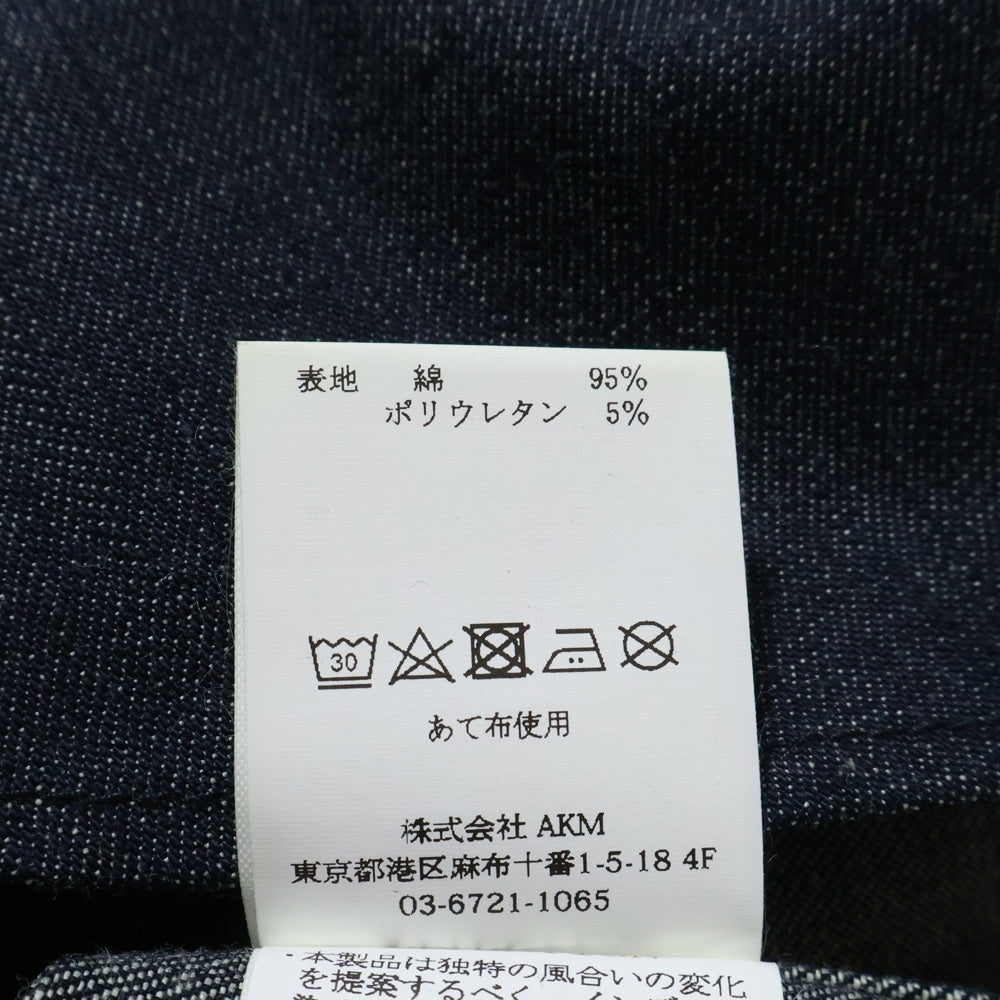 表地 綿 95%
ポリウレタン 5%
30
あて布使用
株式会社 AKM
東京都港区麻布十番1-5-18 4F
03-6721-1065
・本製品は独特の風合いの変化
を提案するべく